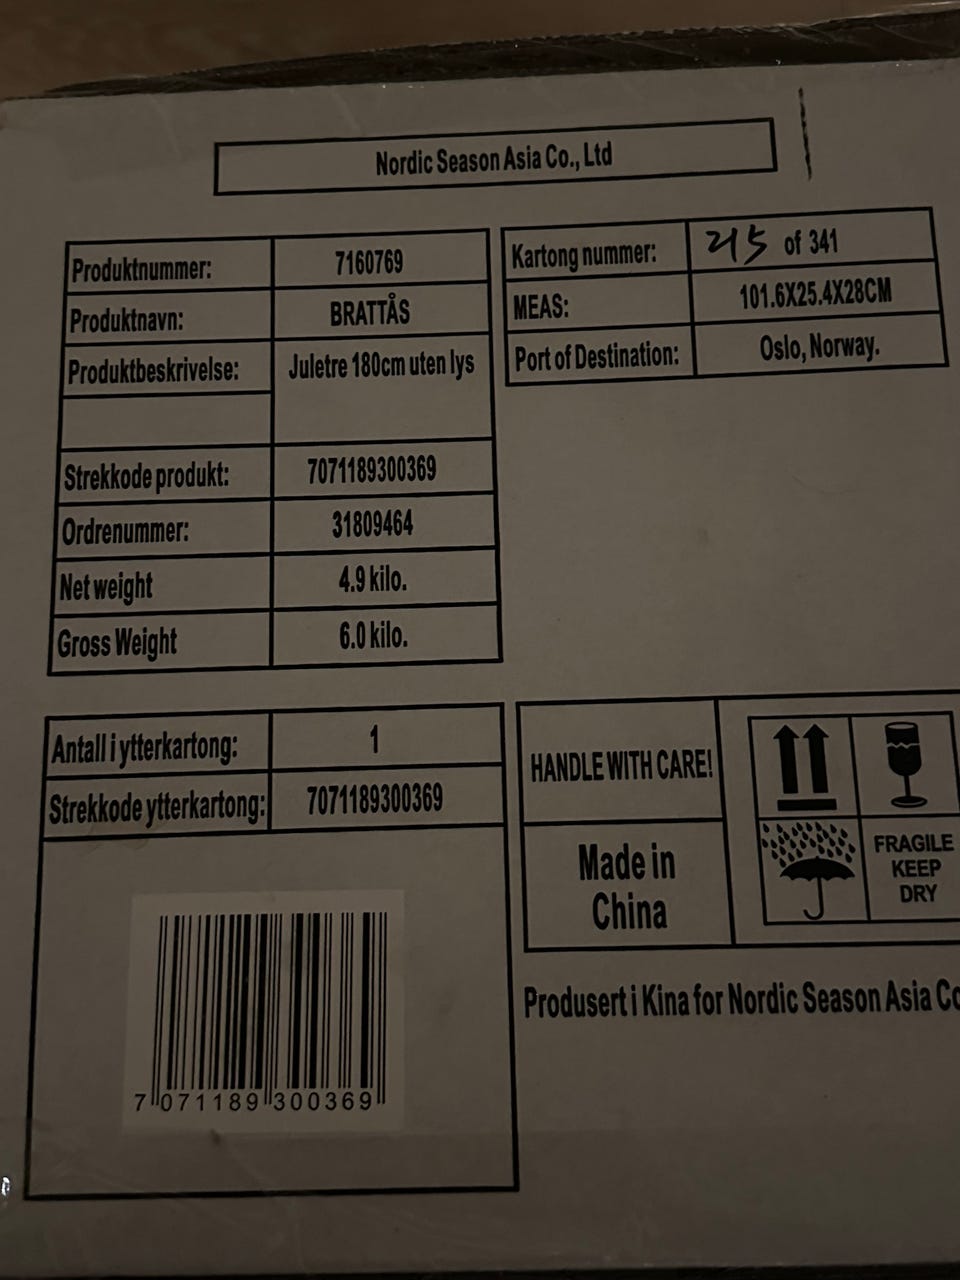 Nordic Season Asia Co., Ltd
Produktnummer: 7160769
Produktnavn: BRATTÅS
Produktbeskrivelse: Juletre 180cm uten lys
Strekkode produkt: 7071189300369
Ordrenummer: 31809464
Net weight 4.9 kilo.
Gross Weight 6.0 kilo.
Kartong nummer: 215 of 341
MEAS: 101.6X25.4X28CM
Port of Destination: Oslo, Norway.
Antall i ytterkartong: 1
Strekkode ytterkartong: 7071189300369
7 071189 300369
HANDLE WITH CARE!
Made in
China
FRAGILE
KEEP
DRY
Produsert i Kina for Nordic Season Asia Co